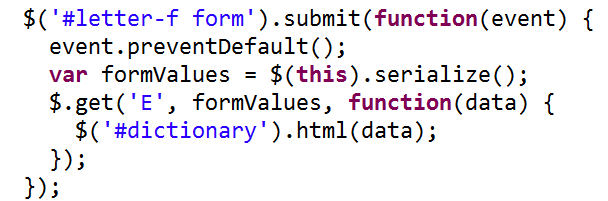 $('#letter-f form').submit(function(event) {
  event.preventDefault();
  var formValues = $(this).serialize();
  $.get('E', formValues, function(data) {
    $('#dictionary').html(data);
  });
});